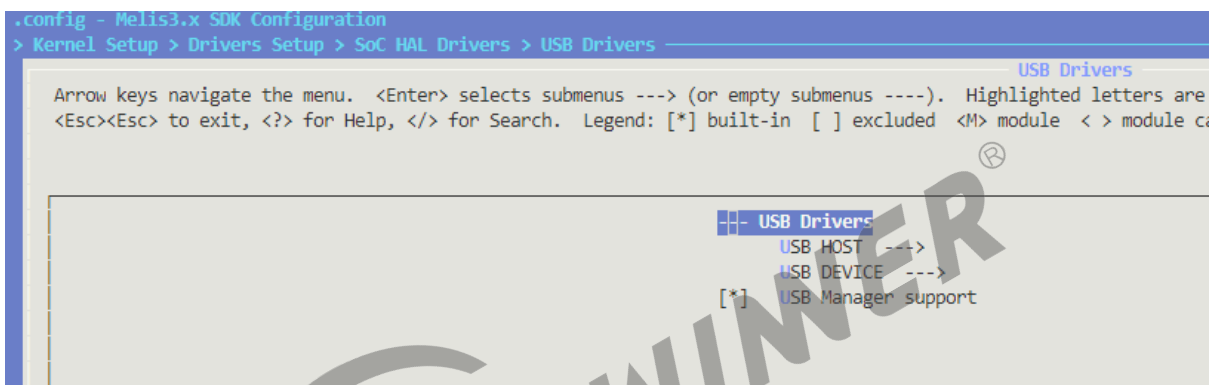 .config - Melis3.x SDK Configuration
> Kernel Setup > Drivers Setup > SoC HAL Drivers > USB Drivers
USB Drivers
Arrow keys navigate the menu. <Enter> selects submenus ---> (or empty submenus ----). Highlighted letters are
<Esc><Esc> to exit, <?> for Help, </> for Search. Legend: [*] built-in [ ] excluded <M> module < > module ca
®
--- USB Drivers
USB HOST --->
USB DEVICE --->
[*] USB Manager support
WINNER